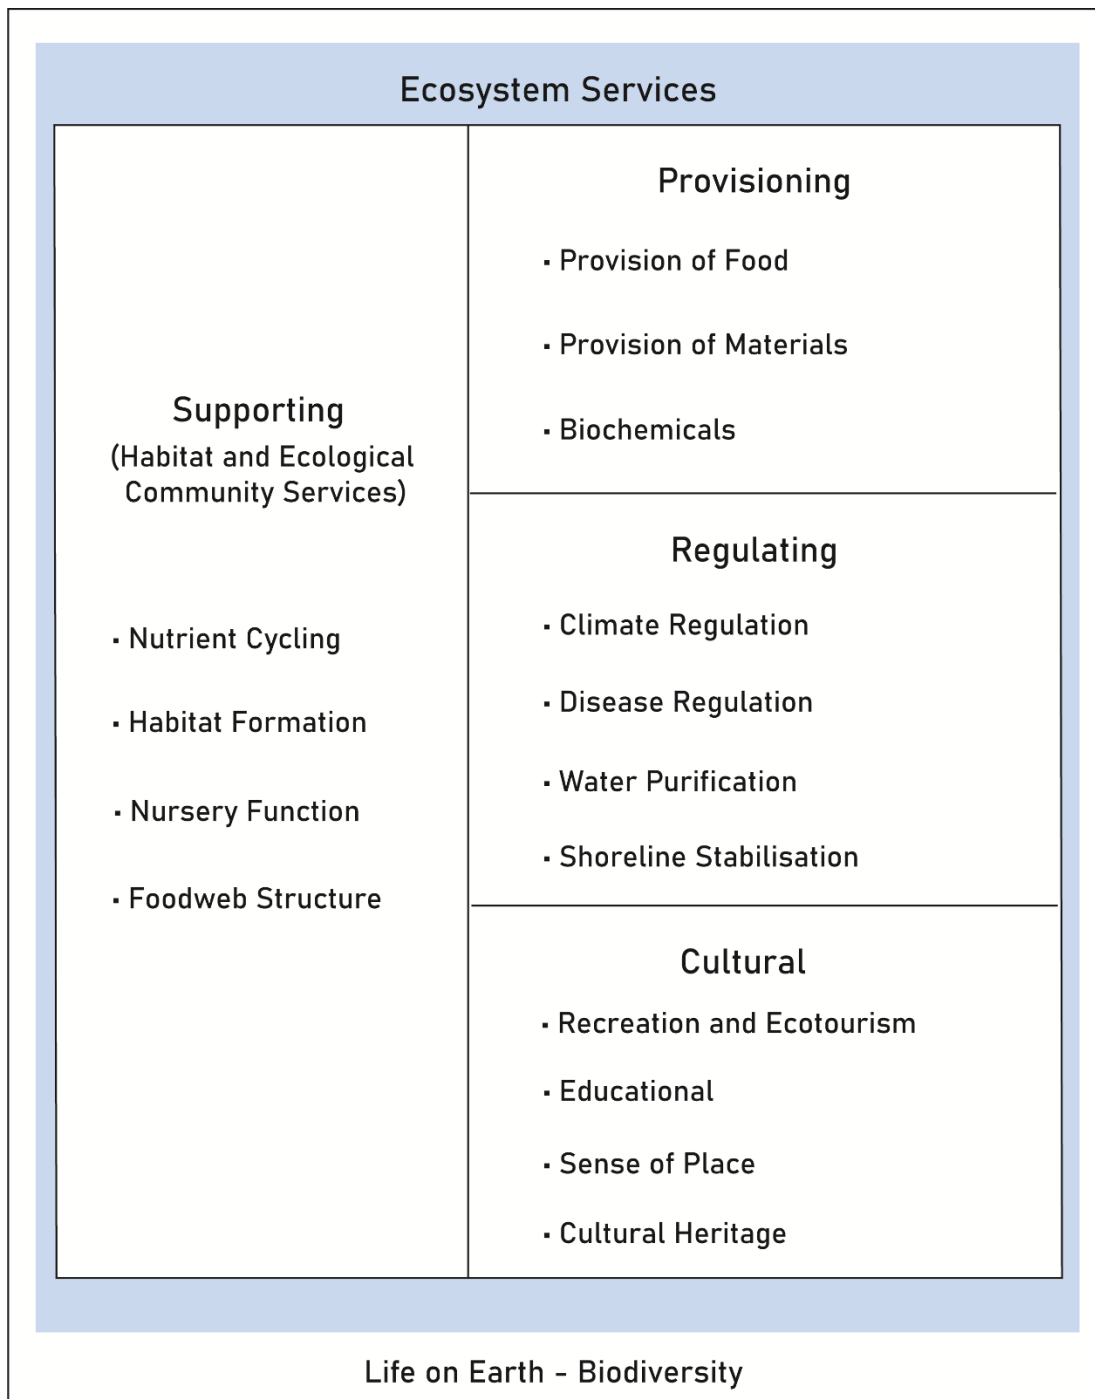 Ecosystem Services
Supporting
(Habitat and Ecological
Community Services)
▪ Nutrient Cycling
▪ Habitat Formation
▪ Nursery Function
▪ Foodweb Structure
Provisioning
▪ Provision of Food
▪ Provision of Materials
▪ Biochemicals
Regulating
▪ Climate Regulation
▪ Disease Regulation
▪ Water Purification
▪ Shoreline Stabilisation
Cultural
▪ Recreation and Ecotourism
▪ Educational
▪ Sense of Place
▪ Cultural Heritage
Life on Earth - Biodiversity